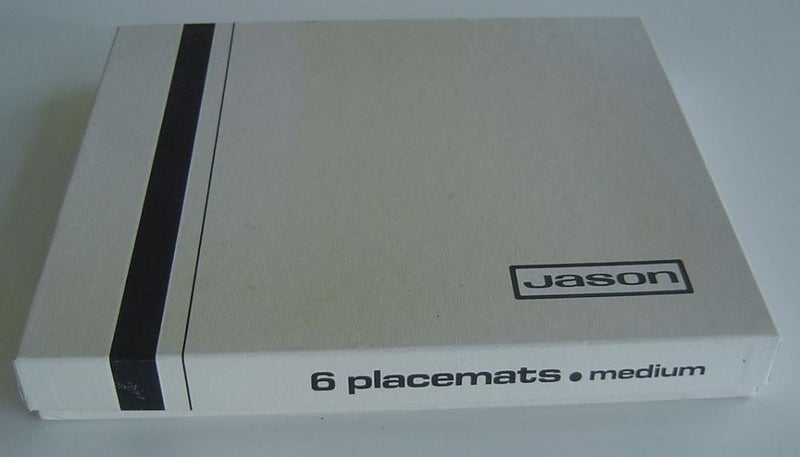 Jason
6 placemats • medium